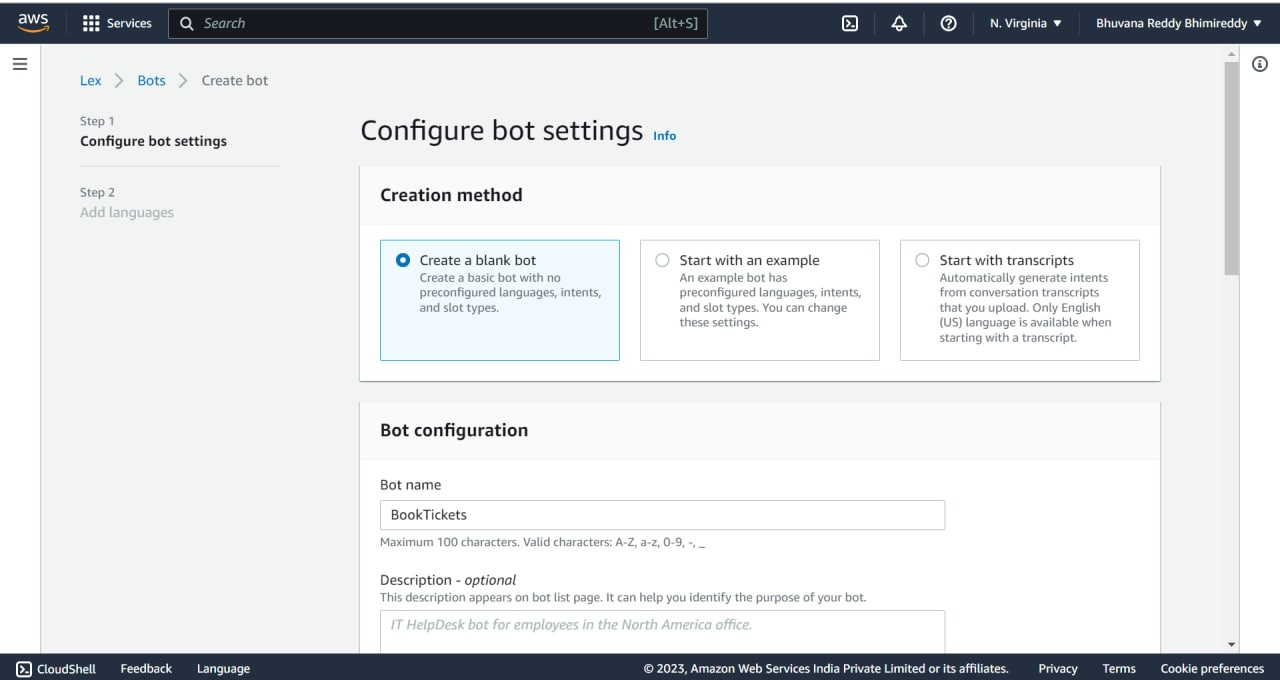 aws
Services
Search
[Alt+S]
N. Virginia
Bhuvana Reddy Bhimireddy
Lex
Bots
Create bot
Step 1
Configure bot settings
Step 2
Add languages
Configure bot settings Info
Creation method
Create a blank bot
Create a basic bot with no
preconfigured languages, intents,
and slot types.
Start with an example
An example bot has
preconfigured languages, intents,
and slot types. You can change
these settings.
Start with transcripts
Automatically generate intents
from conversation transcripts
that you upload. Only English
(US) language is available when
starting with a transcript.
Bot configuration
Bot name
BookTickets
Maximum 100 characters. Valid characters: A-Z, a-z, 0-9, -, _
Description - optional
This description appears on bot list page. It can help you identify the purpose of your bot.
IT HelpDesk bot for employees in the North America office.
CloudShell
Feedback
Language
© 2023, Amazon Web Services India Private Limited or its affiliates.
Privacy
Terms
Cookie preferences